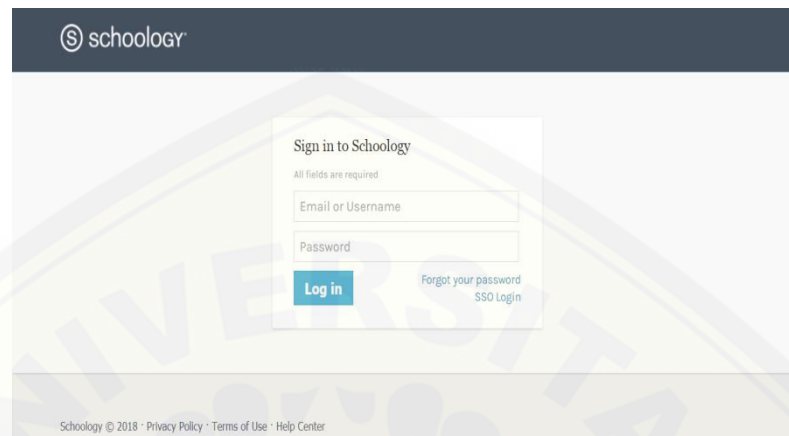 S schoology
Sign in to Schoology
All fields are required
Email or Username
Password
Log in
Forgot your password
SSO Login
Schoology © 2018 · Privacy Policy · Terms of Use · Help Center
UNIVERSITA